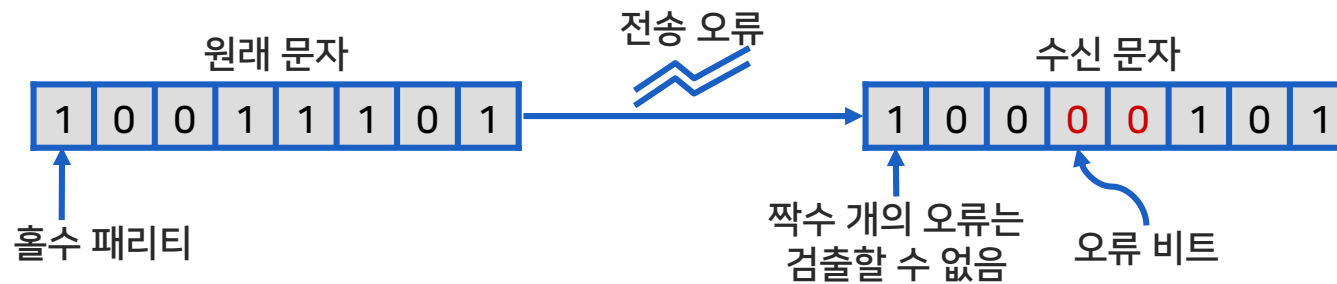 전송 오류
원래 문자
수신 문자
1 0 0 1 1 1 0 1
1 0 0 0 0 1 0 1
홀수 패리티
짝수 개의 오류는
검출할 수 없음
오류 비트